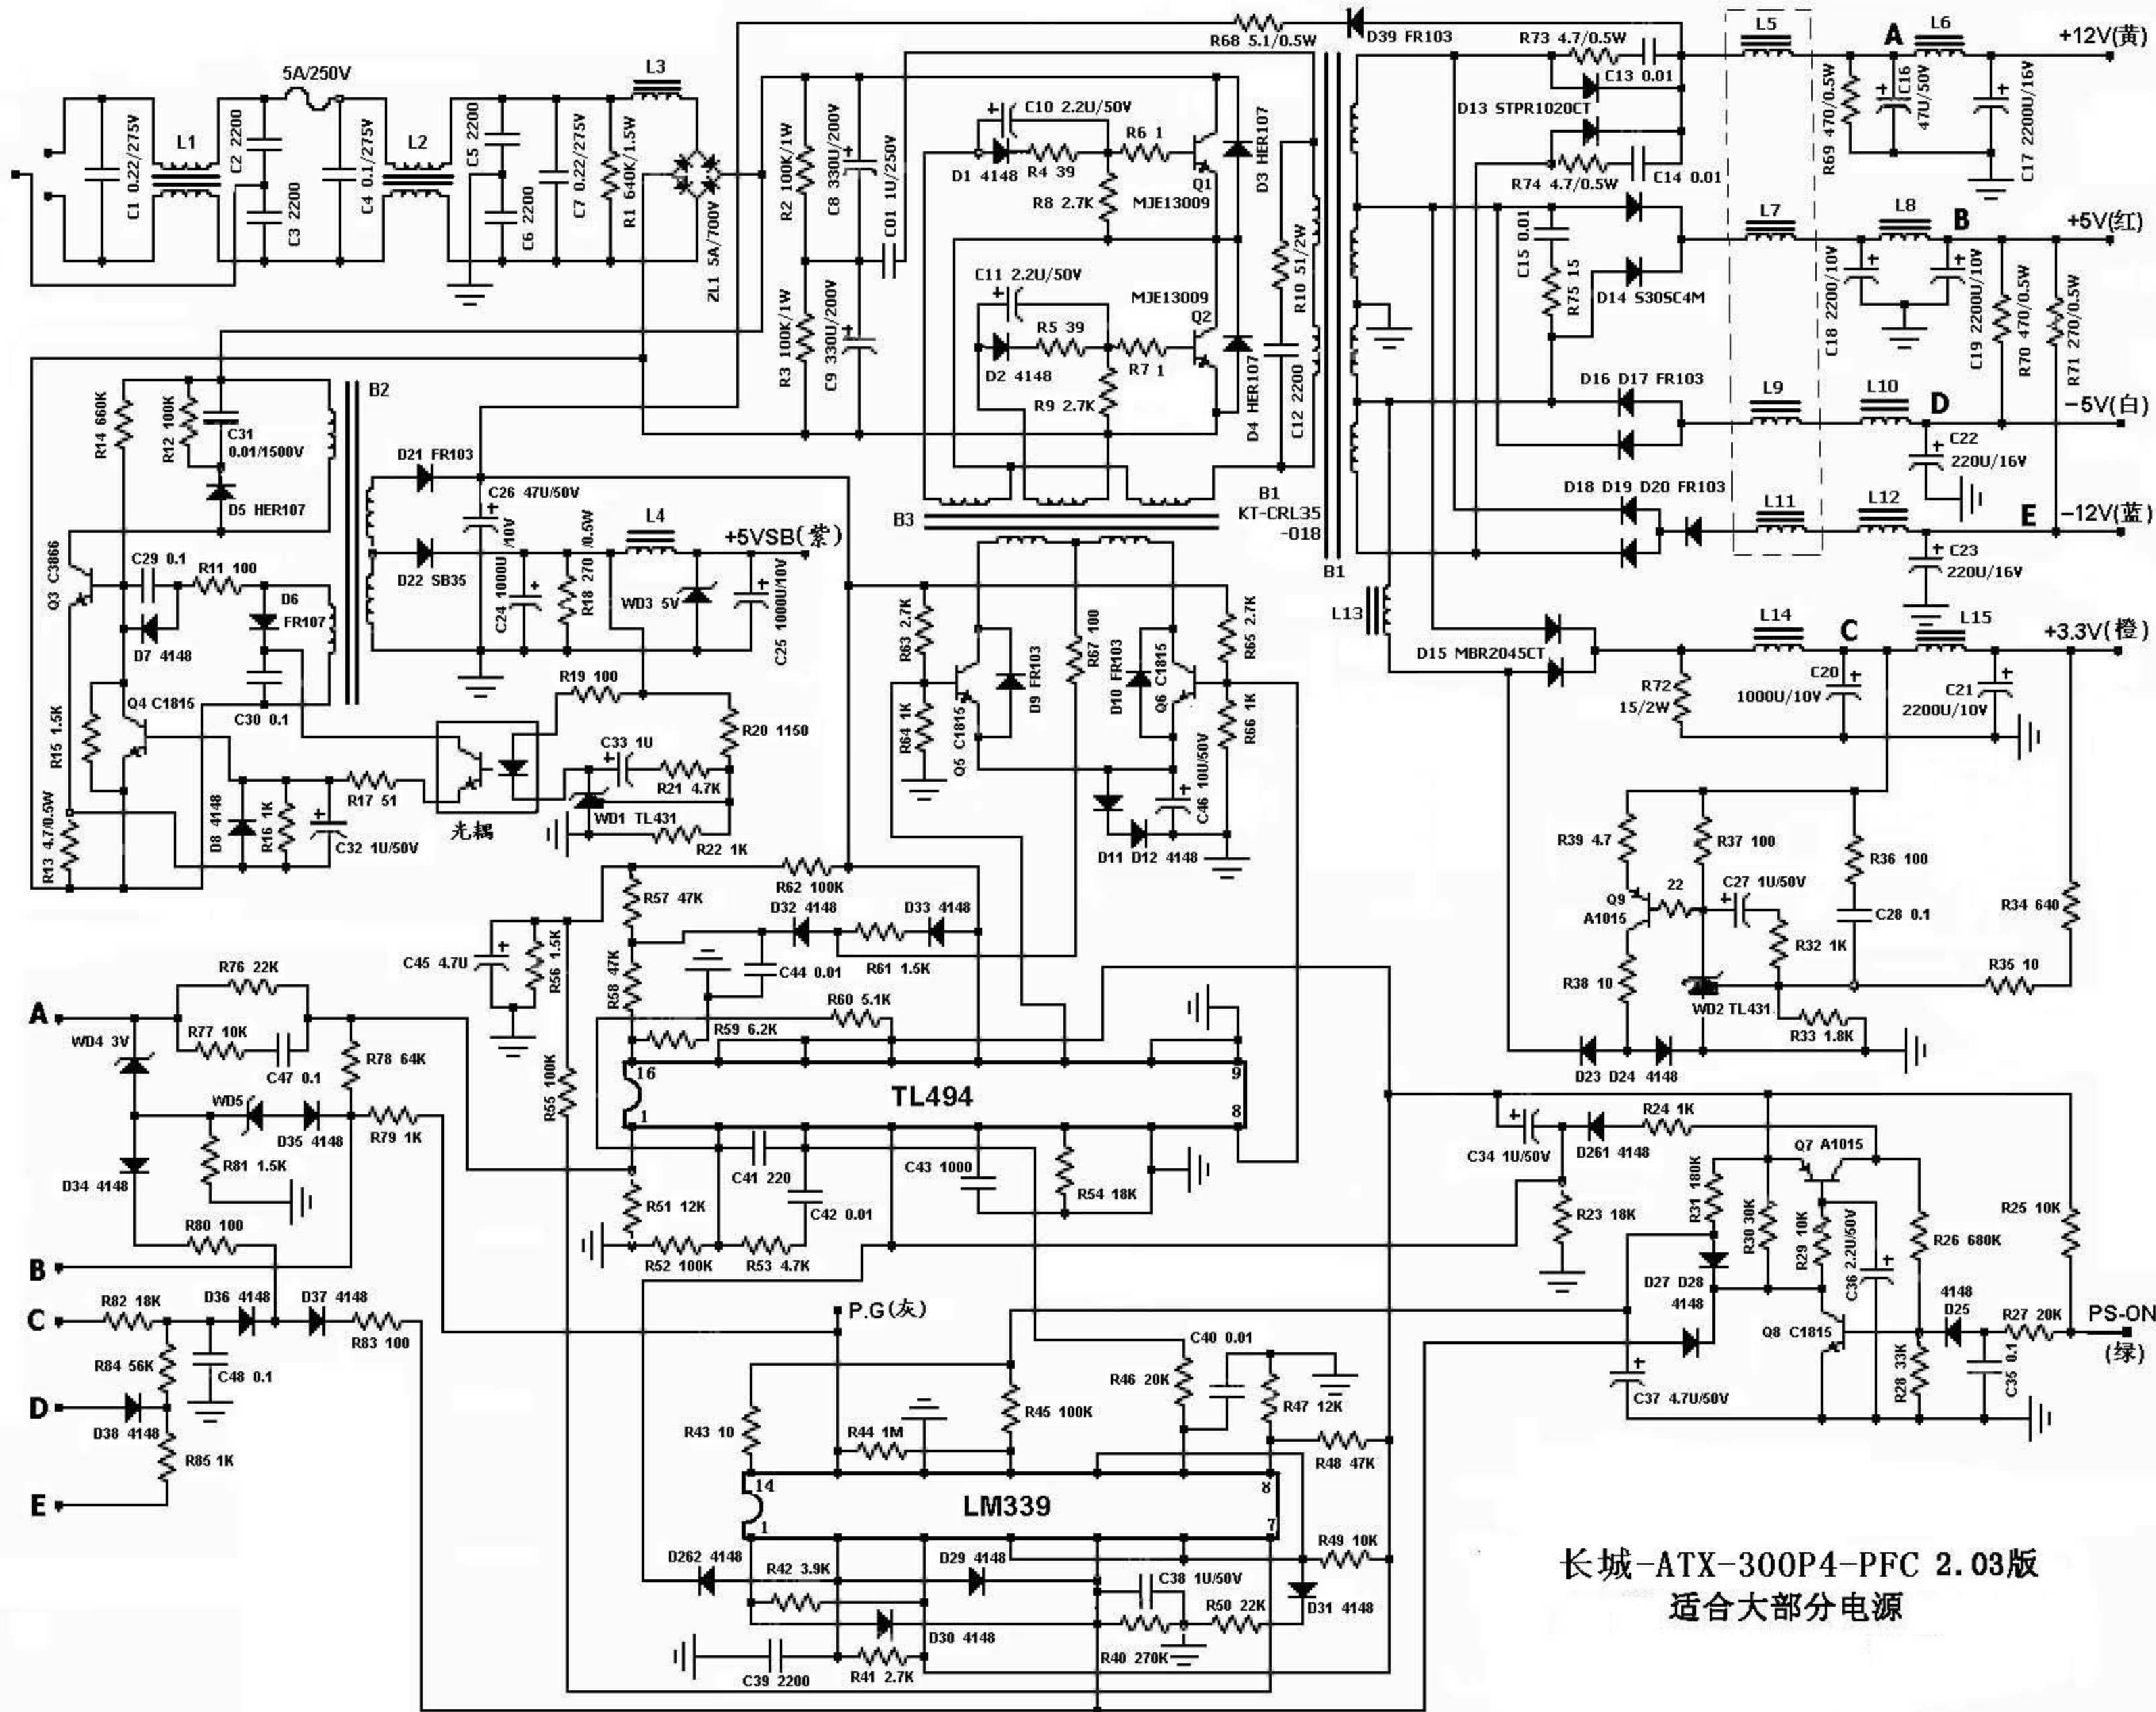 R68 5.1/0.5W
D39 FR103
R73 4.7/0.5W
C13 0.01
L5
A
L6
+12V(黄)
5A/250V
L3
C16
47U/50V
C17 2200U/16V
R69 470/0.5W
D13 STPR1020CT
R74 4.7/0.5W
C14 0.01
C1 0.22/275V
L1
C2 2200
C3 2200
C4 0.1/275V
L2
C5 2200
C6 2200
C7 0.22/275V
R1 640K/1.5W
ZL1 5A/700V
R2 100K/1W
C8 330U/200V
C01 1U/250V
R3 100K/1W
C9 330U/200V
C10 2.2U/50V
D1 4148
R4 39
R6 1
R8 2.7K
Q1
MJE13009
D3 HER107
C11 2.2U/50V
R5 39
D2 4148
R7 1
R9 2.7K
MJE13009
Q2
D4 HER107
R10 51/2W
C12 2200
C15 0.01
R75 15
D14 S30SC4M
L7
L8
B
+5V(红)
C18 2200/10V
C19 2200U/10V
R70 470/0.5W
R71 270/0.5W
D16 D17 FR103
L9
L10
D
-5V(白)
C22
220U/16V
D18 D19 D20 FR103
L11
L12
E
-12V(蓝)
C23
220U/16V
R14 660K
R12 100K
C31
0.01/1500V
D5 HER107
B2
D21 FR103
C26 47U/50V
D22 SB35
C24 1000U
/10V
R18 270 /0.5W
L4
+5VSB(紫)
WD3 5V
C25 1000U/10V
B3
B1
KT-CRL35
-018
B1
Q3 C3866
C29 0.1
R11 100
D6
FR107
D7 4148
C30 0.1
Q4 C1815
R15 1.5K
R13 4.7/0.5W
D8 4148
R16 1K
C32 1U/50V
R17 51
光耦
R19 100
R20 1150
C33 1U
R21 4.7K
WD1 TL431
R22 1K
R63 2.7K
R64 1K
Q5 C1815
D9 FR103
R67 100
D10 FR103
Q6 C1815
R65 2.7K
R66 1K
C46 10U/50V
D11 D12 4148
L13
D15 MBR2045CT
L14
C
L15
+3.3V(橙)
R72
15/2W
C20
1000U/10V
C21
2200U/10V
R39 4.7
R37 100
R36 100
Q9
A1015
22
C27 1U/50V
C28 0.1
R34 640
R32 1K
R38 10
WD2 TL431
R35 10
R33 1.8K
D23 D24 4148
R62 100K
R57 47K
D32 4148
D33 4148
C45 4.7U
R56 1.5K
R58 47K
C44 0.01
R61 1.5K
R60 5.1K
R59 6.2K
R55 100K
16
9
TL494
1
8
A
R76 22K
WD4 3V
R77 10K
C47 0.1
R78 64K
WD5
D35 4148
R79 1K
R81 1.5K
D34 4148
R80 100
B
C
R82 18K
D36 4148
D37 4148
R83 100
R84 56K
C48 0.1
D
D38 4148
R85 1K
E
R51 12K
C41 220
C42 0.01
C43 1000
R54 18K
R52 100K
R53 4.7K
P.G(灰)
C34 1U/50V
D261 4148
R24 1K
Q7 A1015
R23 18K
R31 180K
R30 30K
R29 10K
C36 2.2U/50V
R26 680K
R25 10K
D27 D28
4148
4148
D25
R27 20K
PS-ON
(绿)
Q8 C1815
R28 33K
C35 0.1
C37 4.7U/50V
R43 10
R44 1M
R45 100K
R46 20K
C40 0.01
R47 12K
R48 47K
14
8
LM339
1
7
D262 4148
R42 3.9K
D29 4148
C38 1U/50V
R49 10K
D31 4148
R50 22K
D30 4148
R40 270K
C39 2200
R41 2.7K
长城-ATX-300P4-PFC 2.03版
适合大部分电源